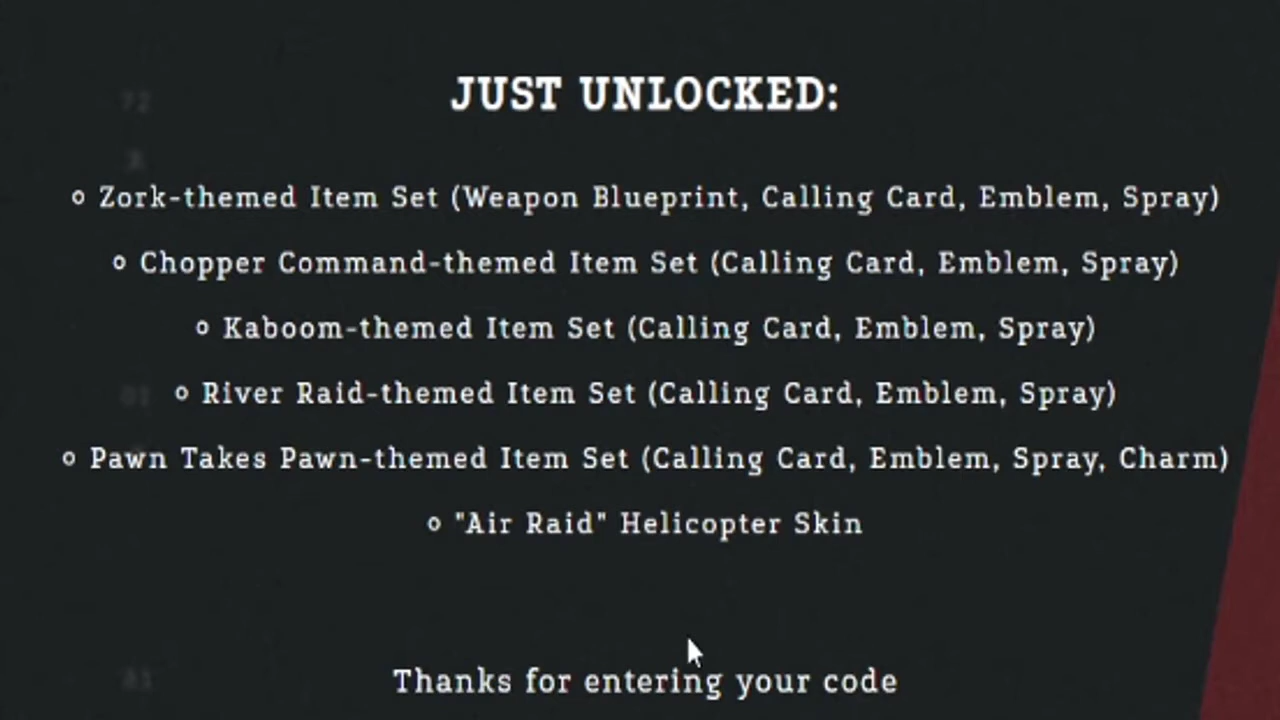 JUST UNLOCKED:
72
X
o Zork-themed Item Set (Weapon Blueprint, Calling Card, Emblem, Spray)
o Chopper Command-themed Item Set (Calling Card, Emblem, Spray)
o Kaboom-themed Item Set (Calling Card, Emblem, Spray)
o River Raid-themed Item Set (Calling Card, Emblem, Spray)
o Pawn Takes Pawn-themed Item Set (Calling Card, Emblem, Spray, Charm)
o "Air Raid" Helicopter Skin
Thanks for entering your code